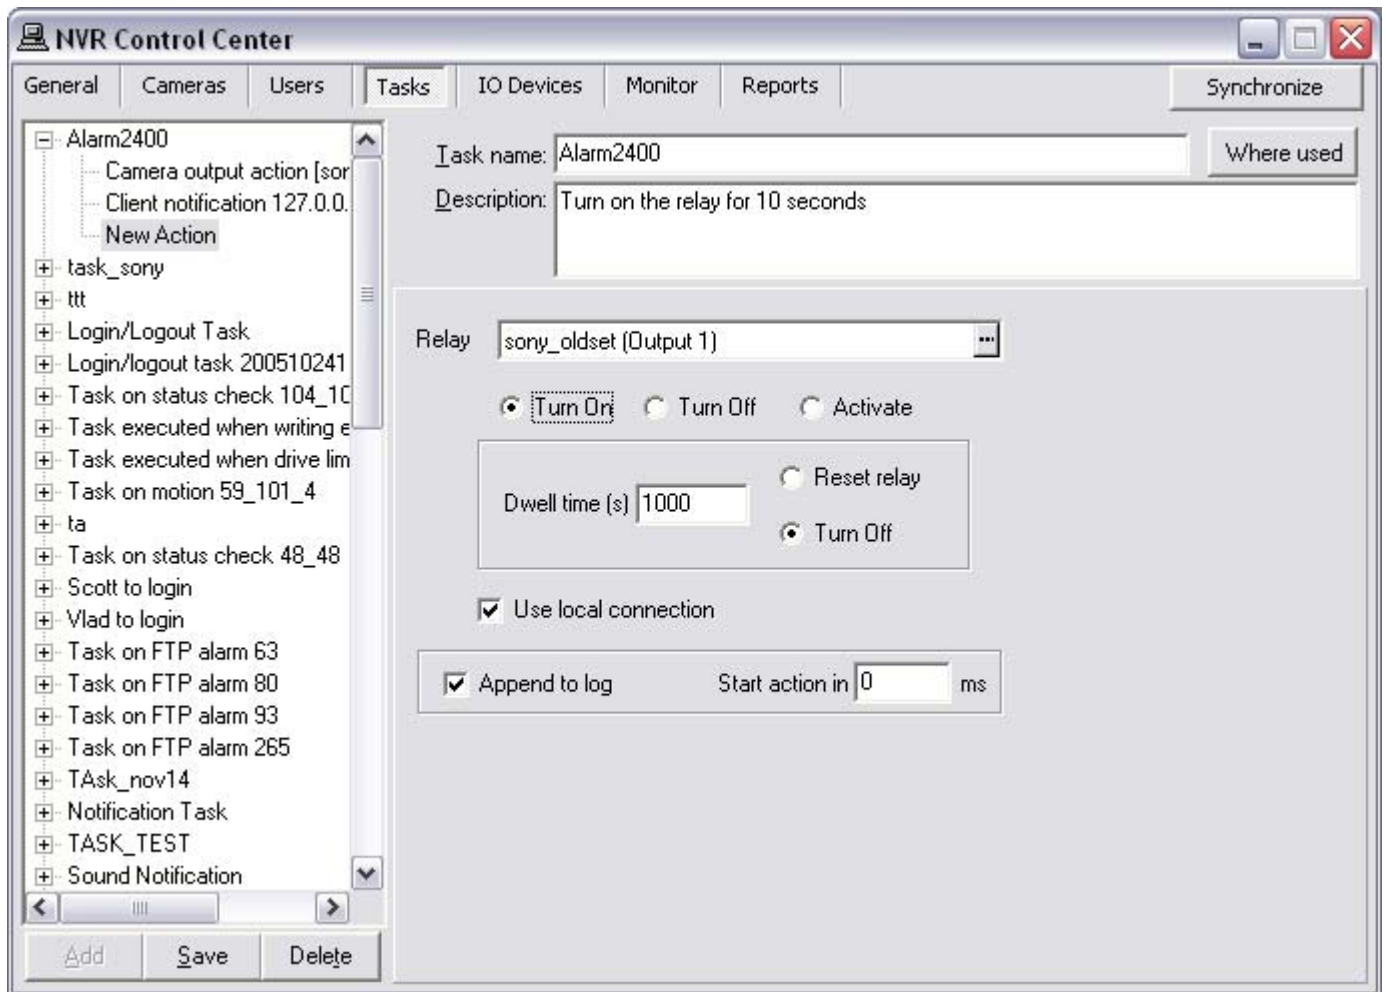 NVR Control Center
General Cameras Users Tasks IO Devices Monitor Reports Synchronize
Alarm2400
Camera output action [sor
Client notification 127.0.0.
New Action
task_sony
ttt
Login/Logout Task
Login/logout task 200510241
Task on status check 104_10
Task executed when writing e
Task executed when drive lim
Task on motion 59_101_4
ta
Task on status check 48_48
Scott to login
Vlad to login
Task on FTP alarm 63
Task on FTP alarm 80
Task on FTP alarm 93
Task on FTP alarm 265
TAsk_nov14
Notification Task
TASK_TEST
Sound Notification
Add Save Delete
Task name: Alarm2400 Where used
Description: Turn on the relay for 10 seconds
Relay sony_oldset (Output 1) ...
Turn On Turn Off Activate
Dwell time (s) 1000
Reset relay
Turn Off
Use local connection
Append to log Start action in 0 ms